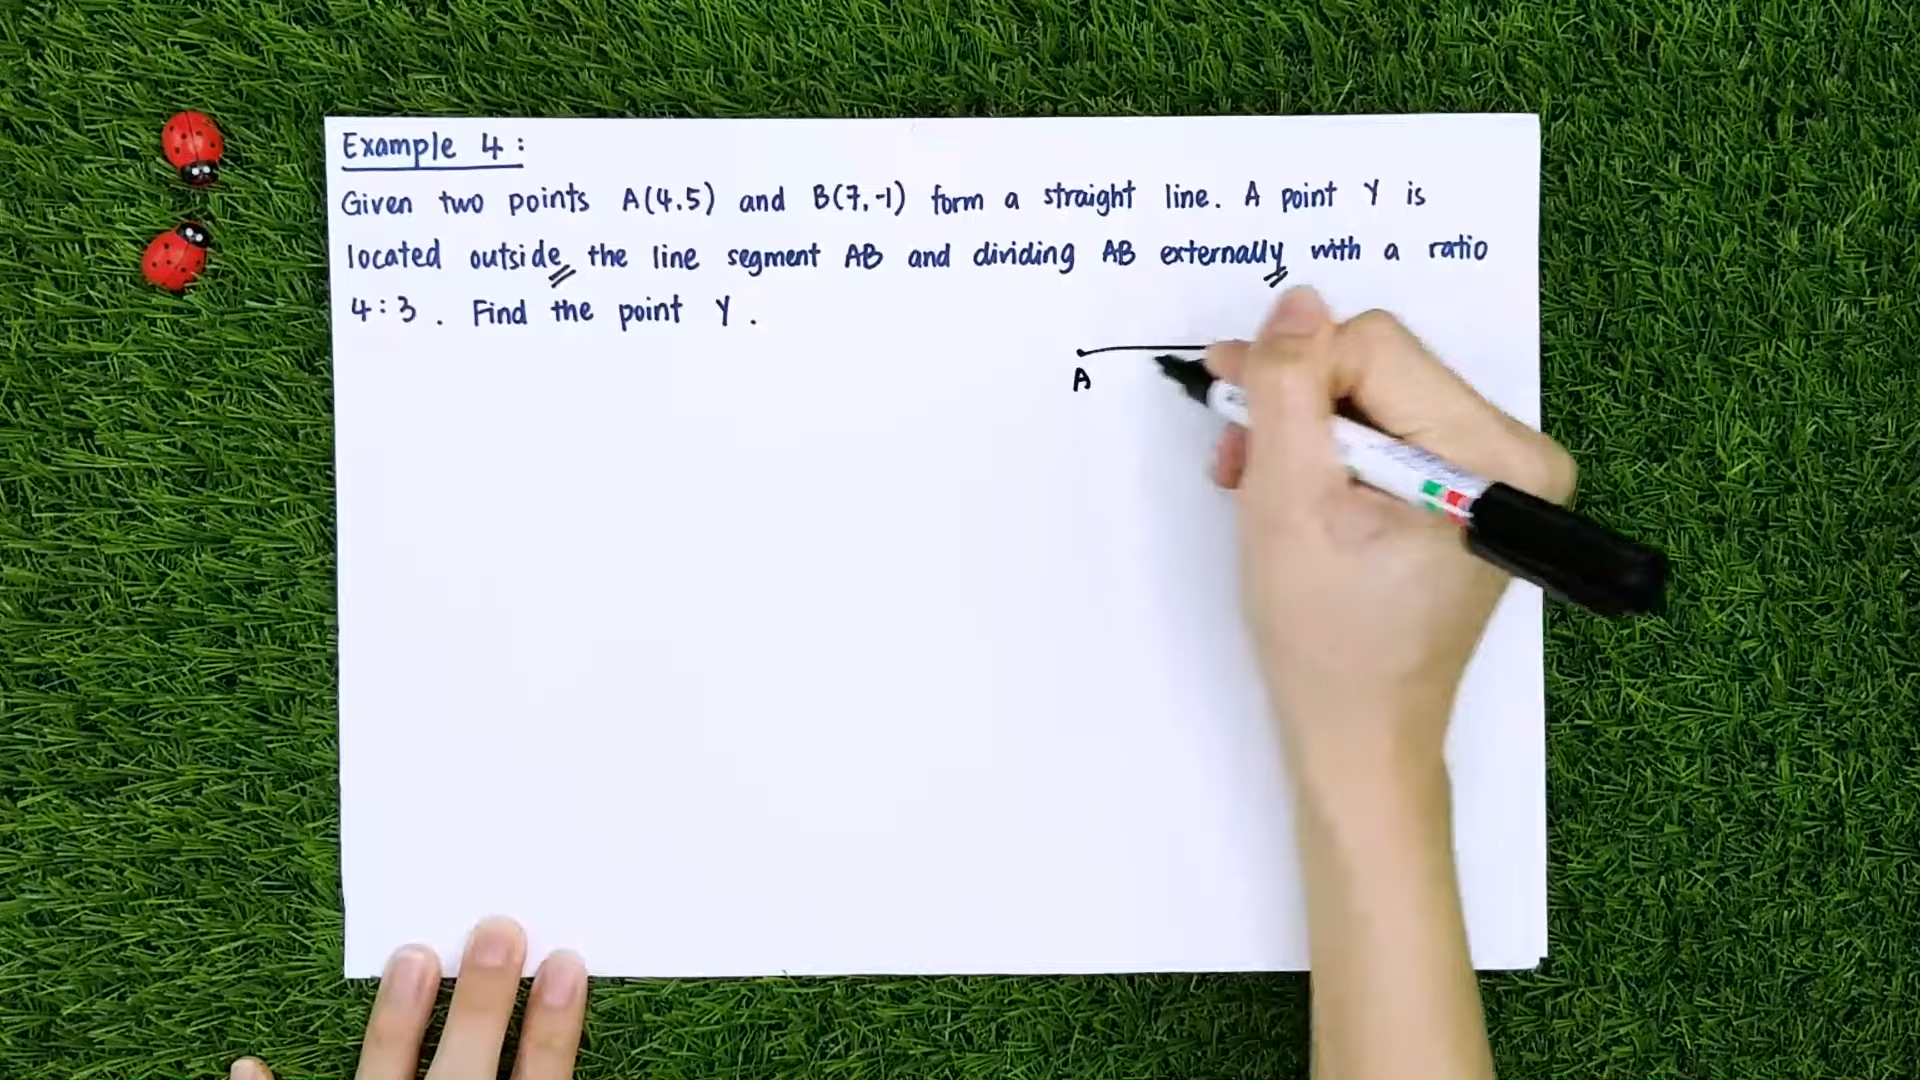 Example 4:
Given two points A(4,5) and B(7,-1) form a straight line. A point Y is
located outside the line segment AB and dividing AB externally with a ratio
4:3. Find the point Y.
A